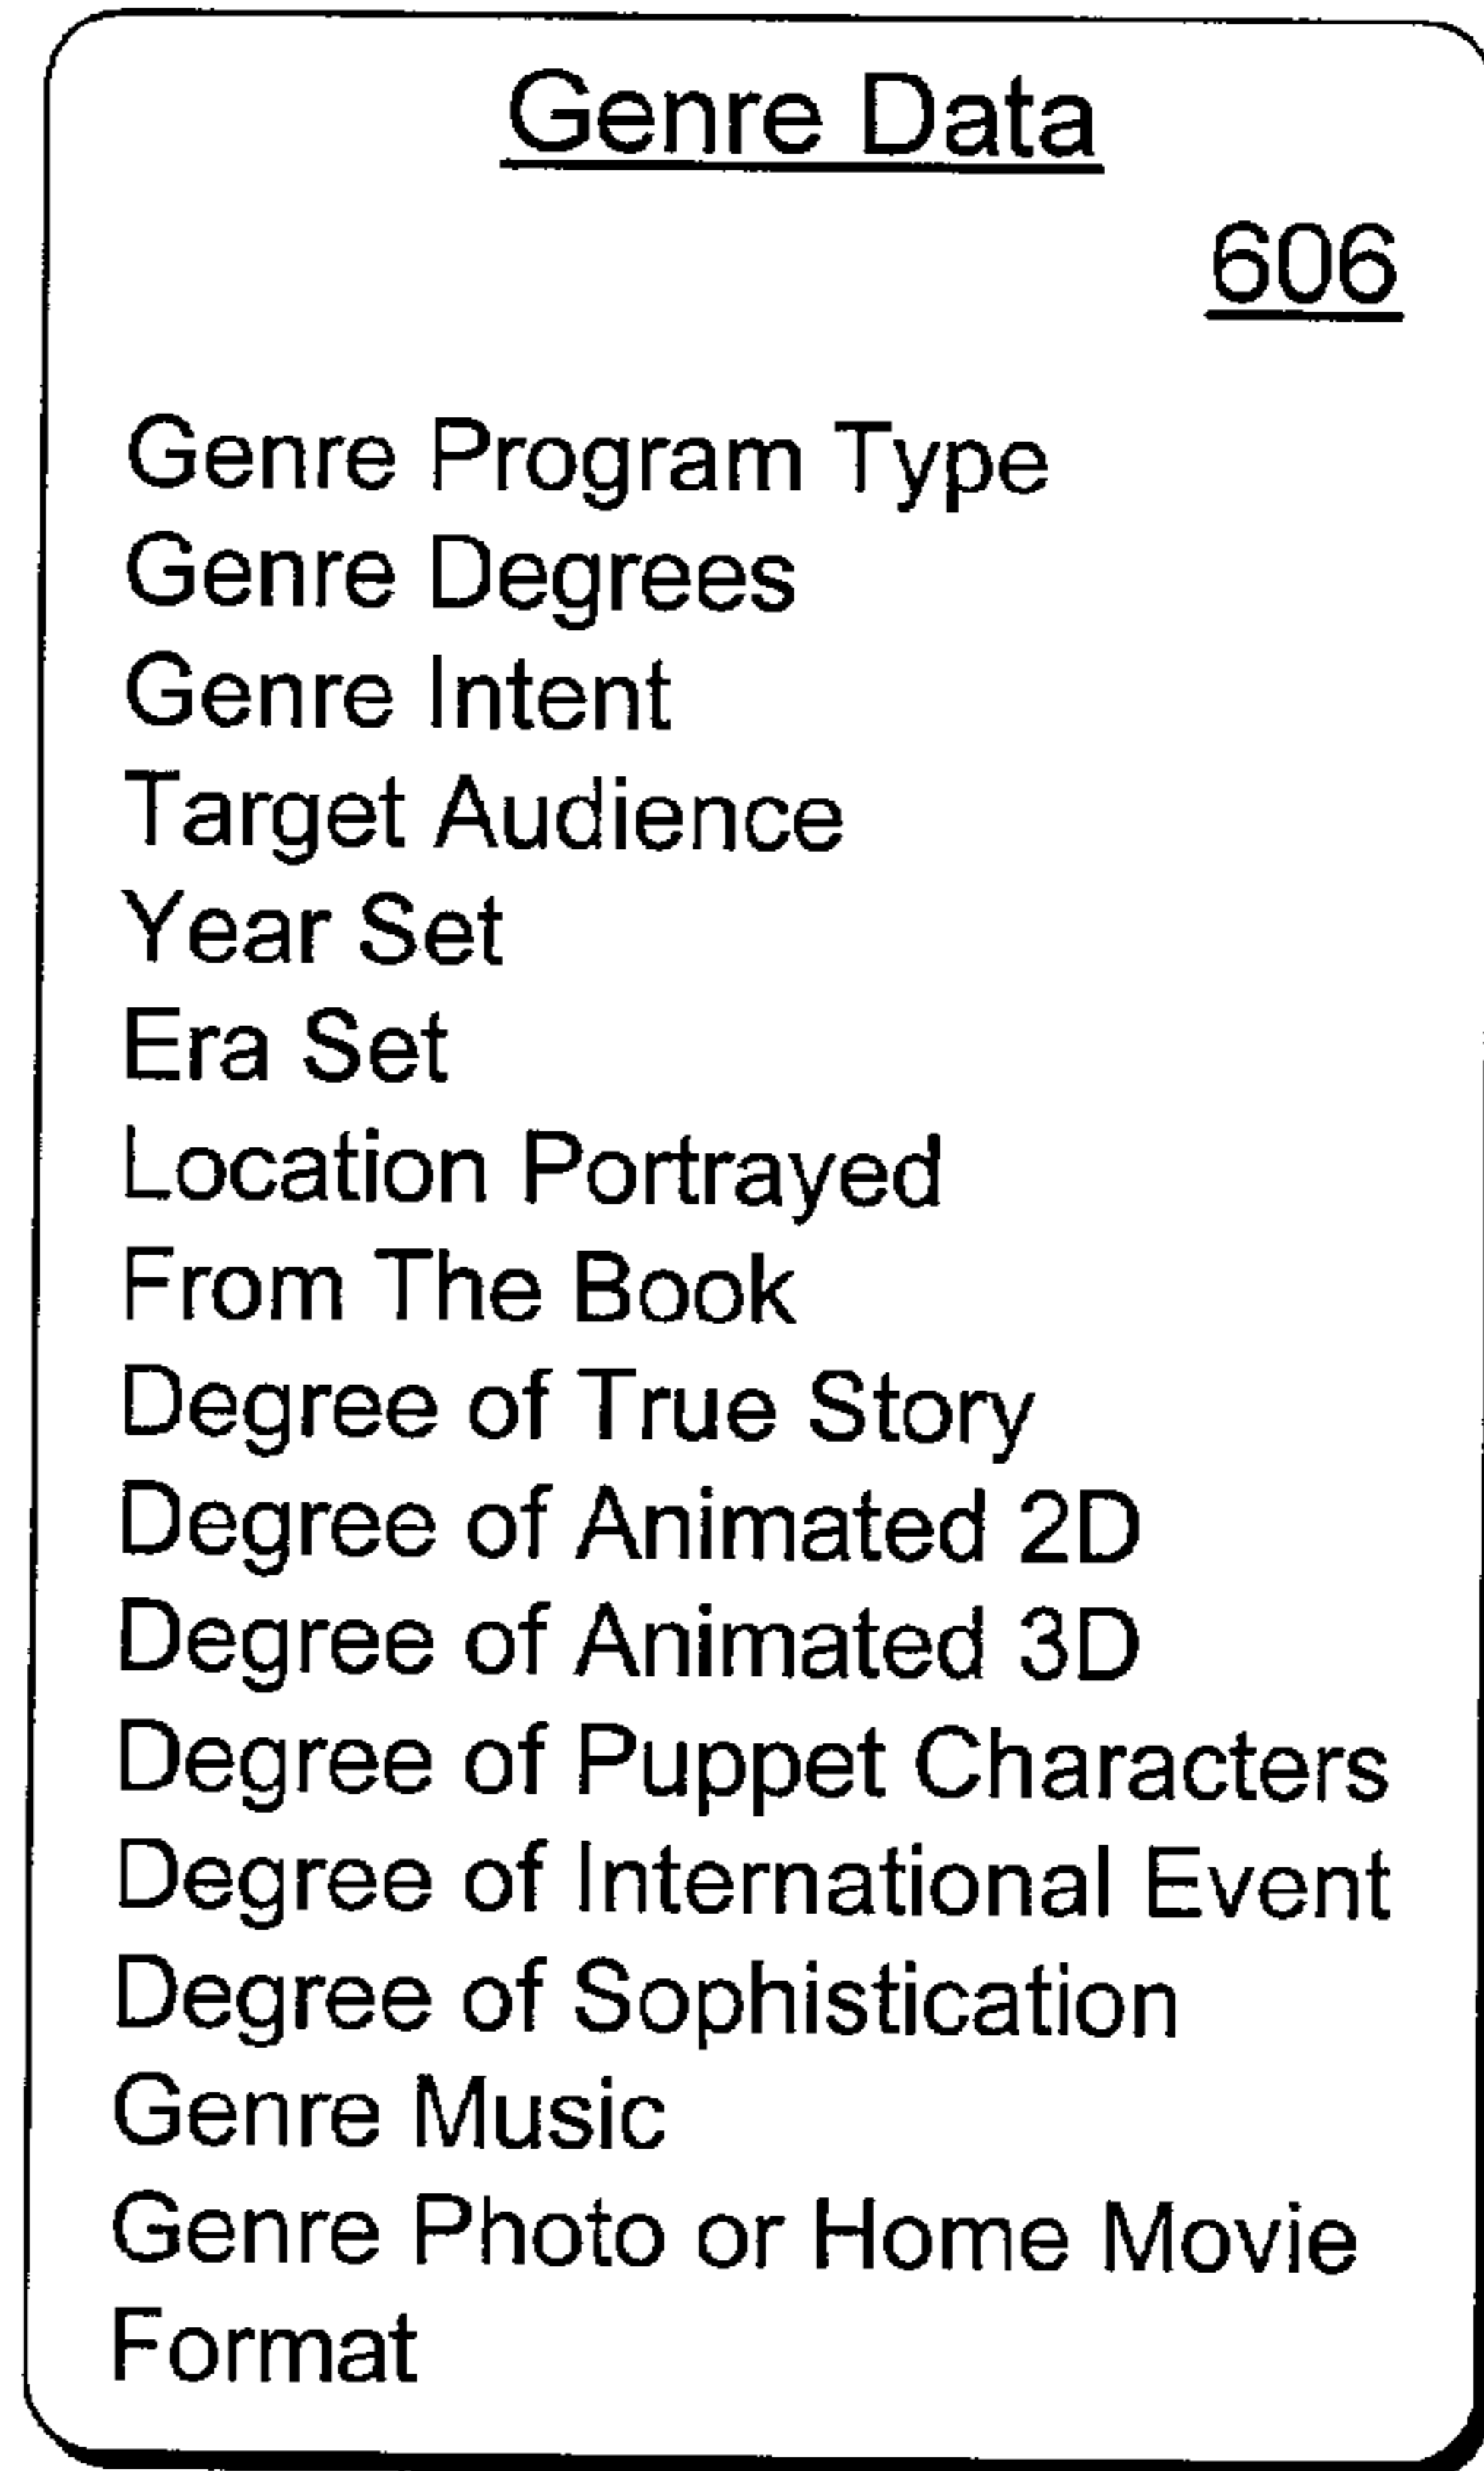 Genre Data
606
Genre Program Type
Genre Degrees
Genre Intent
Target Audience
Year Set
Era Set
Location Portrayed
From The Book
Degree of True Story
Degree of Animated 2D
Degree of Animated 3D
Degree of Puppet Characters
Degree of International Event
Degree of Sophistication
Genre Music
Genre Photo or Home Movie
Format